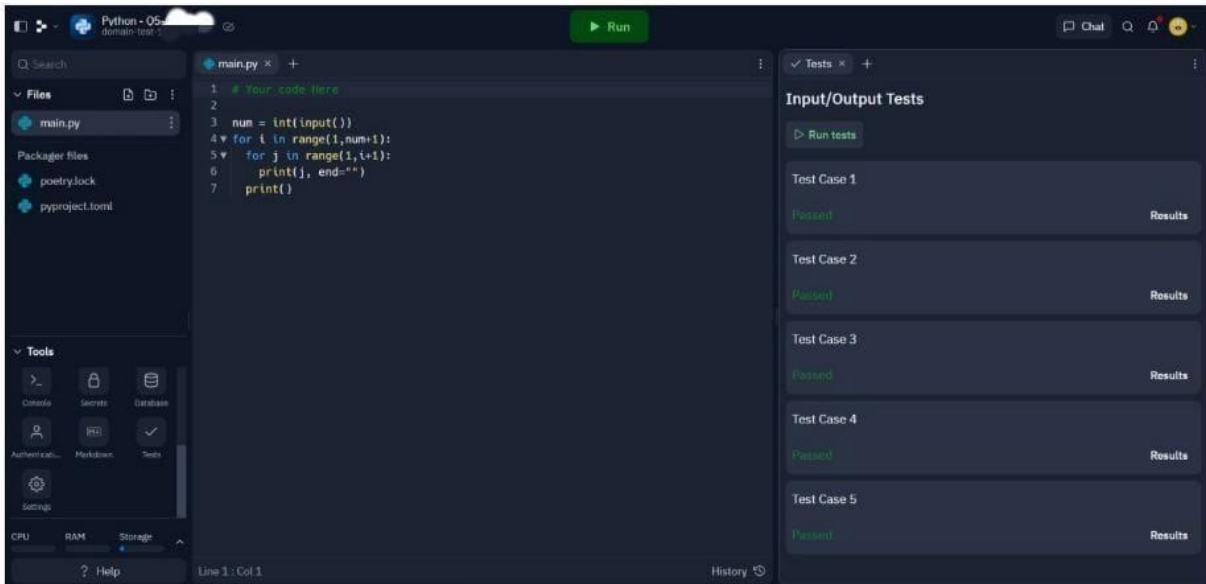 Python - 05
domain-test-
Run
Chat
Search
Files
main.py
Packager files
poetry.lock
pyproject.toml
Tools
Console
Secrets
Database
Authenticati...
Markdown
Tests
Settings
CPU
RAM
Storage
? Help
main.py × +
1 # Your code Here
2
3 num = int(input())
4 for i in range(1,num+1):
5 for j in range(1,i+1):
6 print(j, end="")
7 print()
Line 1 : Col 1
History
Tests × +
Input/Output Tests
Run tests
Test Case 1
Passed
Results
Test Case 2
Passed
Results
Test Case 3
Passed
Results
Test Case 4
Passed
Results
Test Case 5
Passed
Results